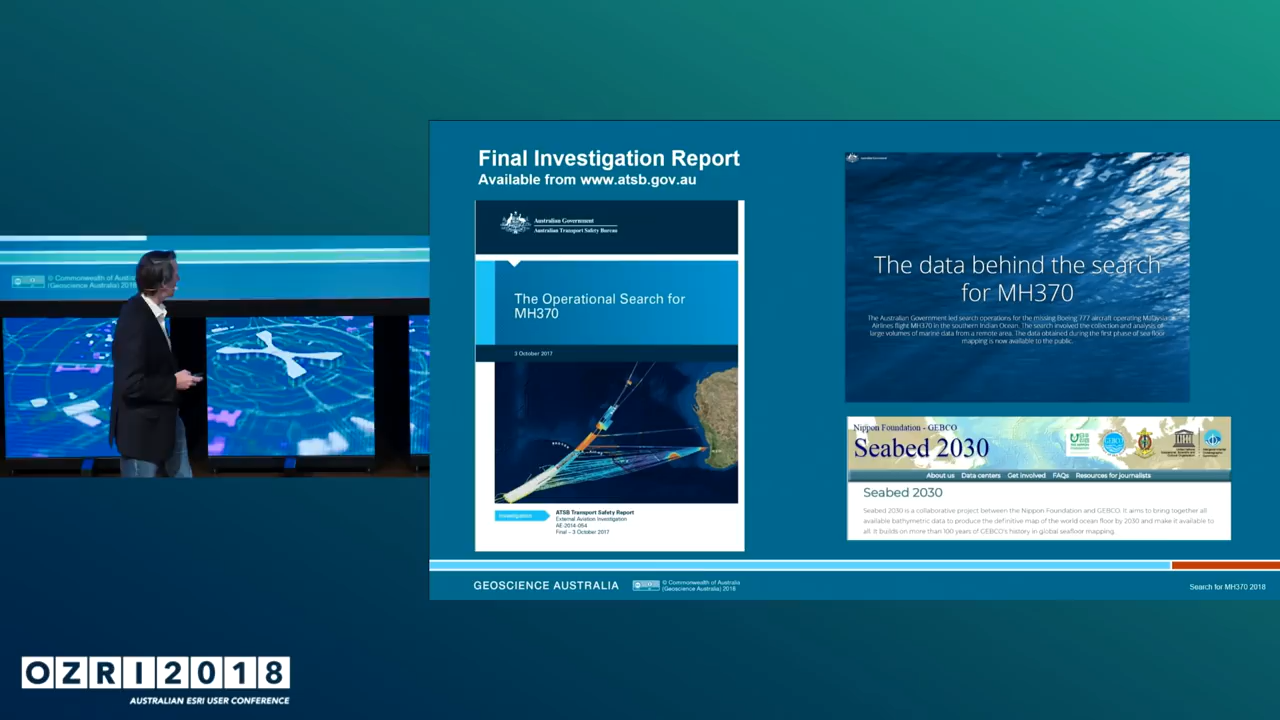 © Commonwealth of Austra
(Geoscience Australia) 2018
Final Investigation Report
Available from www.atsb.gov.au
Australian Government
Australian Transport Safety Bureau
The Operational Search for
MH370
3 October 2017
Investigation
ATSB Transport Safety Report
External Aviation Investigation
AE-2014-054
Final – 3 October 2017
The data behind the search
for MH370
The Australian Government led search operations for the missing Boeing 777 aircraft operating Malaysia
Airlines flight MH370 in the southern Indian Ocean. The search involved the collection and analysis of
large volumes of marine data from a remote area. The data obtained during the first phase of sea floor
mapping is now available to the public.
Nippon Foundation - GEBCO
Seabed 2030
GEBCO
About us Data centers Get involved FAQs Resources for journalists
Seabed 2030
Seabed 2030 is a collaborative project between the Nippon Foundation and GEBCO. It aims to bring together all
available bathymetric data to produce the definitive map of the world ocean floor by 2030 and make it available to
all. It builds on more than 100 years of GEBCO's history in global seafloor mapping.
GEOSCIENCE AUSTRALIA
© Commonwealth of Australia
(Geoscience Australia) 2018
Search for MH370 2018
OZRI2018
AUSTRALIAN ESRI USER CONFERENCE